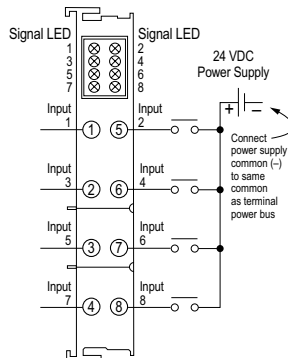 Signal LED Signal LED
1 2
3 4
5 6
7 8
24 VDC
Power Supply
+ –
Input Input
1 ① ⑤ 2
Connect
power supply
common (–)
to same
common
as terminal
power bus
Input Input
3 ② ⑥ 4
Input Input
5 ③ ⑦ 6
Input Input
7 ④ ⑧ 8